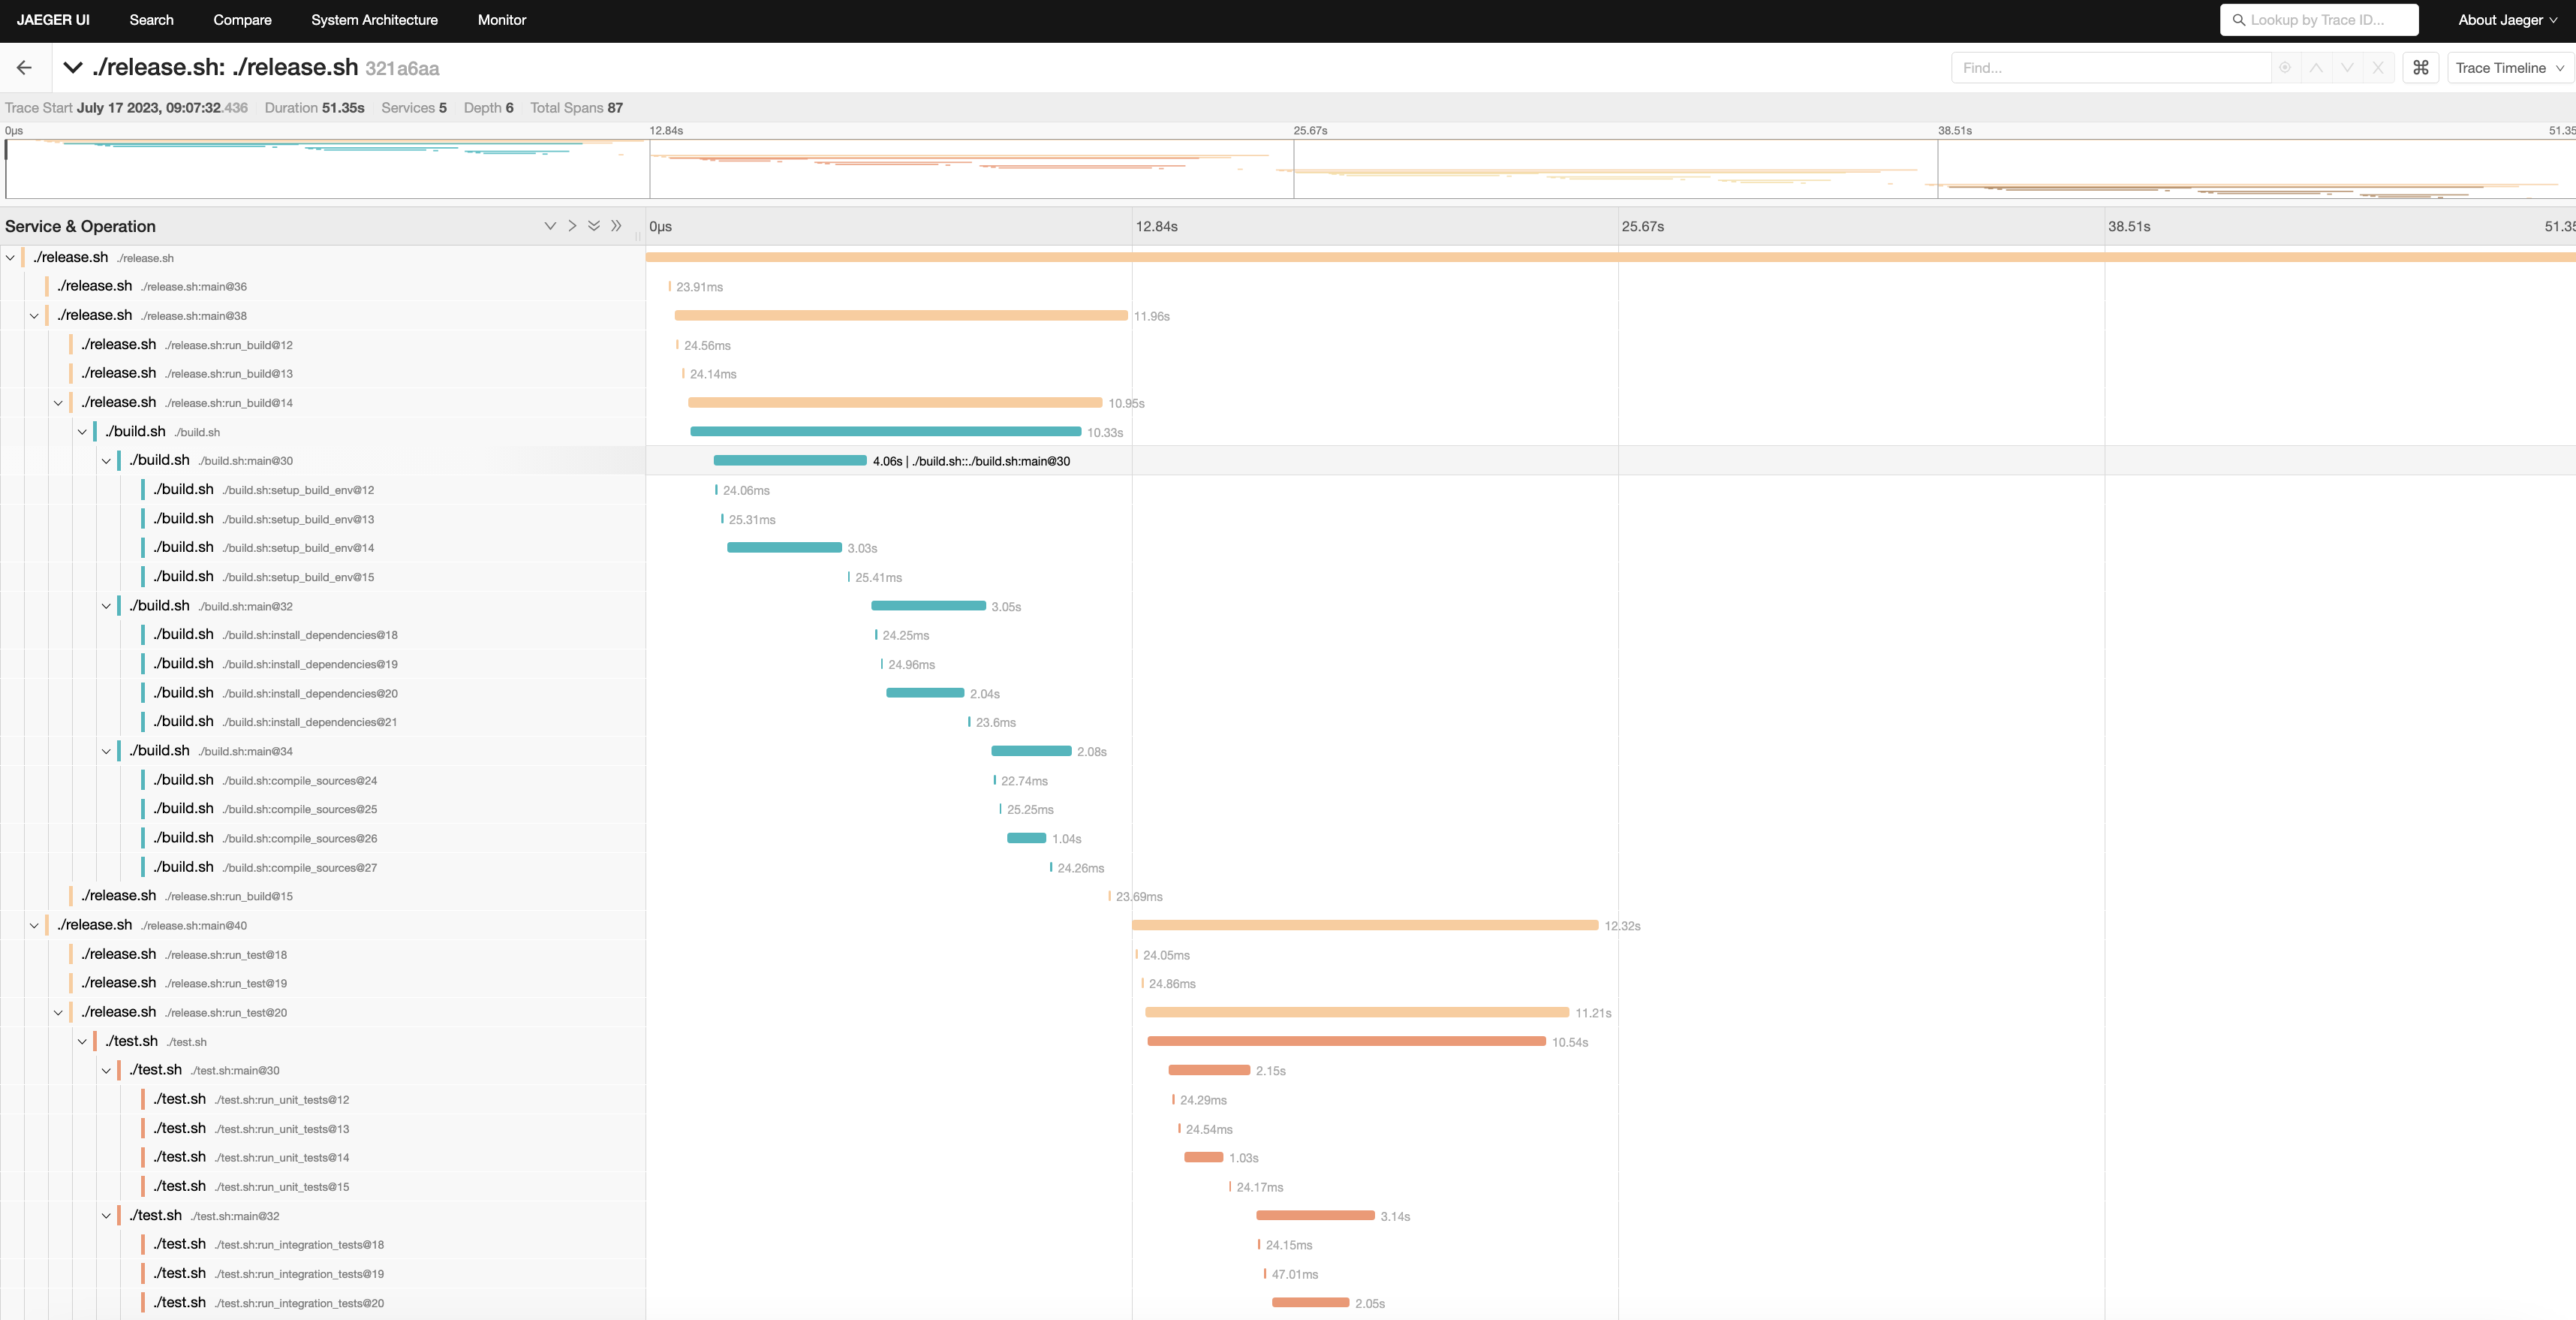 JAEGER UI Search Compare System Architecture Monitor Lookup by Trace ID... About Jaeger
./release.sh: ./release.sh 321a6aa Find... ⌘ Trace Timeline
Trace Start July 17 2023, 09:07:32.436 Duration 51.35s Services 5 Depth 6 Total Spans 87
0μs 12.84s 25.67s 38.51s 51.35
Service & Operation 0μs 12.84s 25.67s 38.51s 51.35
./release.sh ./release.sh
./release.sh ./release.sh:main@36 23.91ms
./release.sh ./release.sh:main@38 11.96s
./release.sh ./release.sh:run_build@12 24.56ms
./release.sh ./release.sh:run_build@13 24.14ms
./release.sh ./release.sh:run_build@14 10.95s
./build.sh ./build.sh 10.33s
./build.sh ./build.sh:main@30 4.06s | ./build.sh::./build.sh:main@30
./build.sh ./build.sh:setup_build_env@12 24.06ms
./build.sh ./build.sh:setup_build_env@13 25.31ms
./build.sh ./build.sh:setup_build_env@14 3.03s
./build.sh ./build.sh:setup_build_env@15 25.41ms
./build.sh ./build.sh:main@32 3.05s
./build.sh ./build.sh:install_dependencies@18 24.25ms
./build.sh ./build.sh:install_dependencies@19 24.96ms
./build.sh ./build.sh:install_dependencies@20 2.04s
./build.sh ./build.sh:install_dependencies@21 23.6ms
./build.sh ./build.sh:main@34 2.08s
./build.sh ./build.sh:compile_sources@24 22.74ms
./build.sh ./build.sh:compile_sources@25 25.25ms
./build.sh ./build.sh:compile_sources@26 1.04s
./build.sh ./build.sh:compile_sources@27 24.26ms
./release.sh ./release.sh:run_build@15 23.69ms
./release.sh ./release.sh:main@40 12.32s
./release.sh ./release.sh:run_test@18 24.05ms
./release.sh ./release.sh:run_test@19 24.86ms
./release.sh ./release.sh:run_test@20 11.21s
./test.sh ./test.sh 10.54s
./test.sh ./test.sh:main@30 2.15s
./test.sh ./test.sh:run_unit_tests@12 24.29ms
./test.sh ./test.sh:run_unit_tests@13 24.54ms
./test.sh ./test.sh:run_unit_tests@14 1.03s
./test.sh ./test.sh:run_unit_tests@15 24.17ms
./test.sh ./test.sh:main@32 3.14s
./test.sh ./test.sh:run_integration_tests@18 24.15ms
./test.sh ./test.sh:run_integration_tests@19 47.01ms
./test.sh ./test.sh:run_integration_tests@20 2.05s